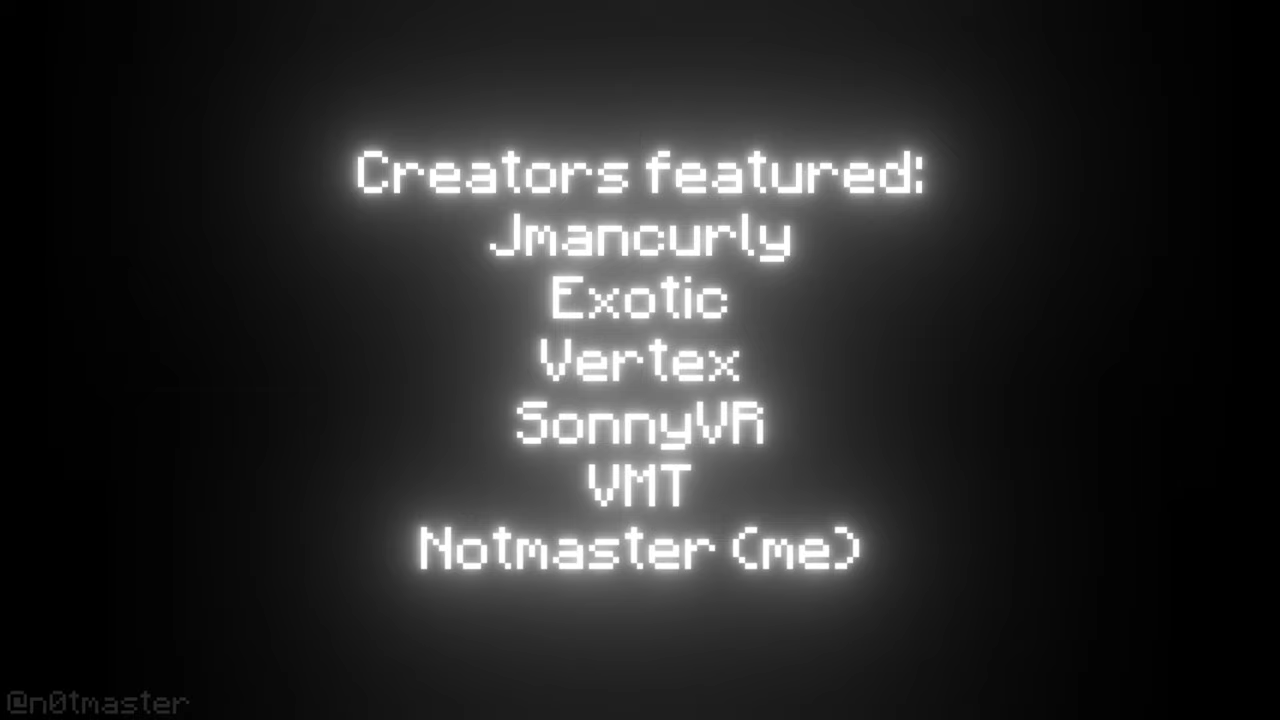 Creators featured:
Jmancurly
Exotic
Vertex
SonnyVR
VMT
Notmaster (me)
@n0tmaster